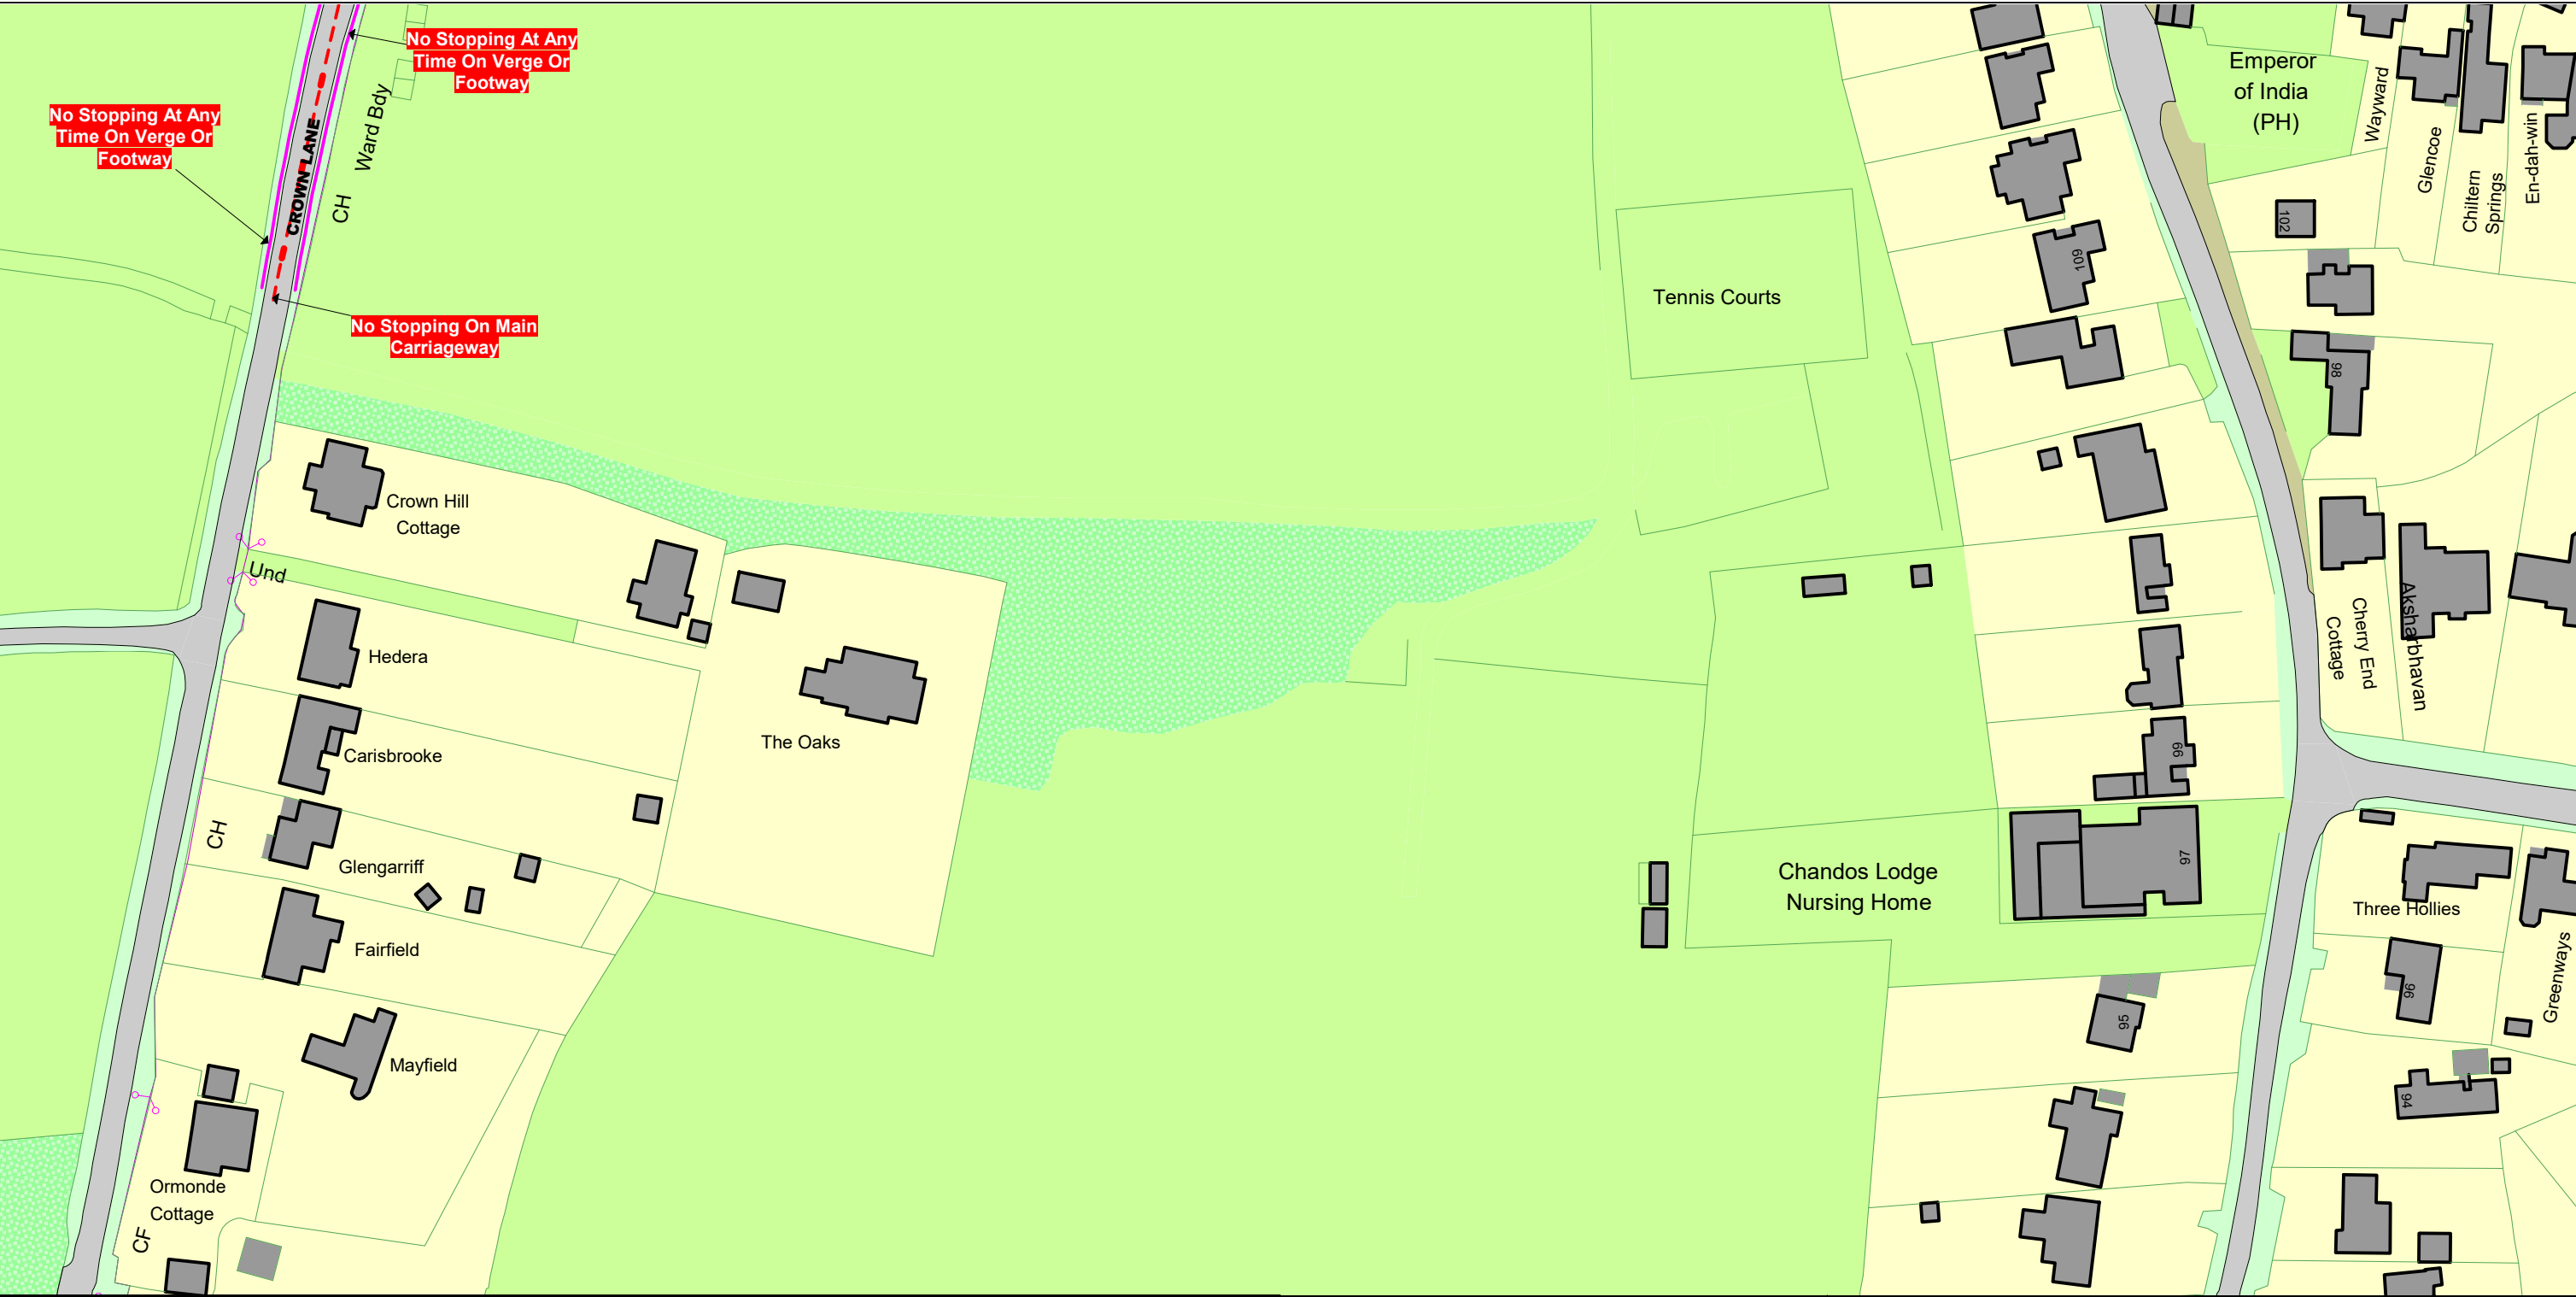 No Stopping At Any
Time On Verge Or
Footway
No Stopping At Any
Time On Verge Or
Footway
CROWN LANE
Ward Bdy
CH
No Stopping On Main
Carriageway
Crown Hill
Cottage
Und
Hedera
Carisbrooke
CH
Glengarriff
Fairfield
Mayfield
Ormonde
Cottage
CF
The Oaks
Tennis Courts
109
Emperor
of India
(PH)
Wayward
Glencoe
Chiltern
Springs
En-dah-win
102
98
Cherry End
Cottage
Aksharbhavan
99
97
Chandos Lodge
Nursing Home
Three Hollies
Greenways
96
95
94